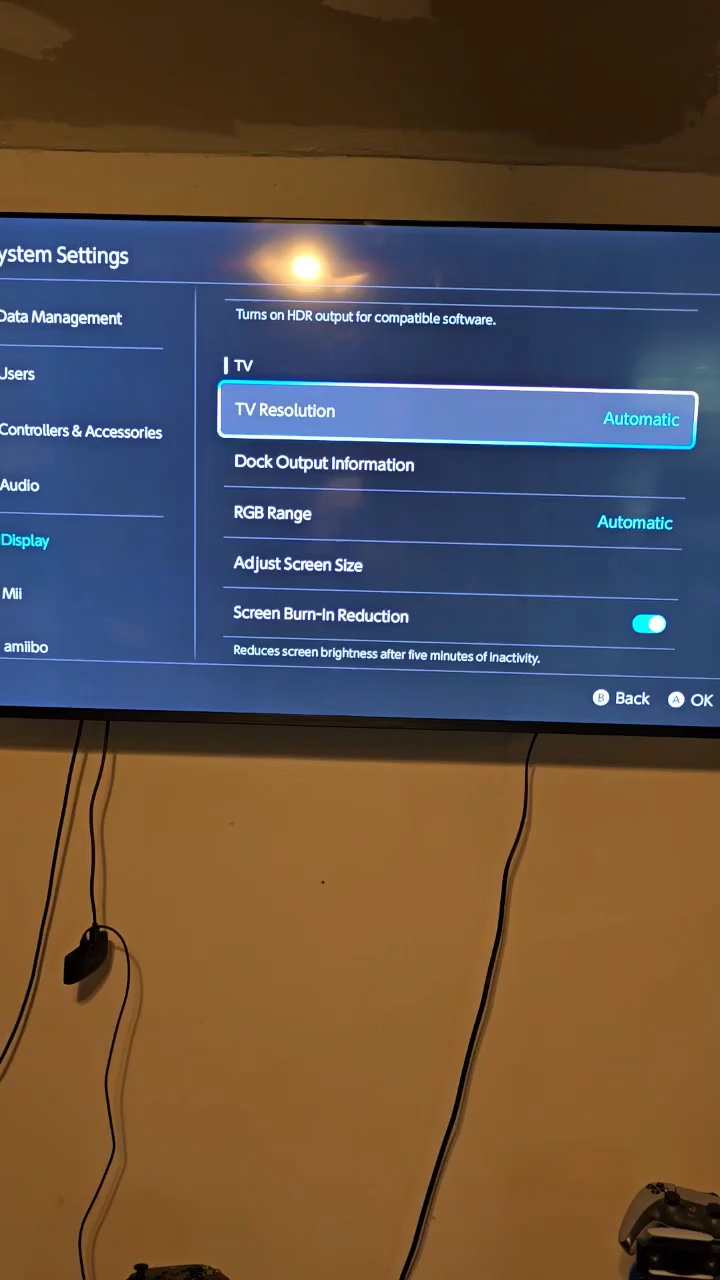 ystem Settings
Data Management
Users
Controllers & Accessories
Audio
Display
Mii
amiibo
Turns on HDR output for compatible software.
TV
TV Resolution Automatic
Dock Output Information
RGB Range Automatic
Adjust Screen Size
Screen Burn-In Reduction
Reduces screen brightness after five minutes of inactivity.
B Back A OK